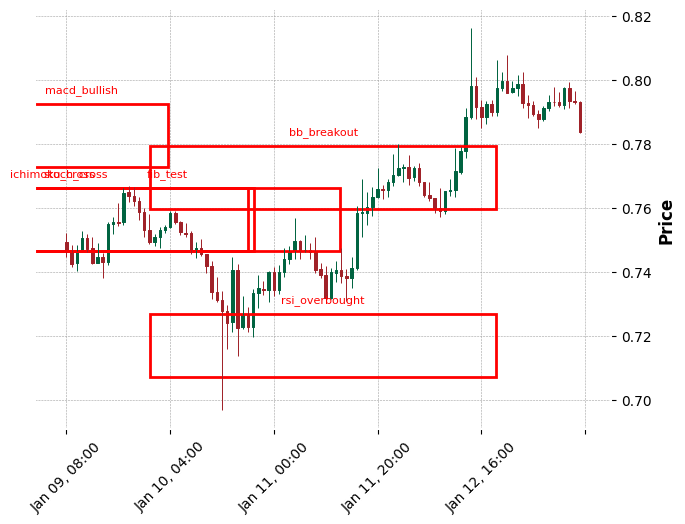 0.82
macd_bullish
0.80
bb_breakout
0.78
fib_test
0.76
Price
0.74
rsi_overbought
0.72
0.70
Jan 09, 08:00
Jan 10, 04:00
Jan 11, 00:00
Jan 11, 20:00
Jan 12, 16:00